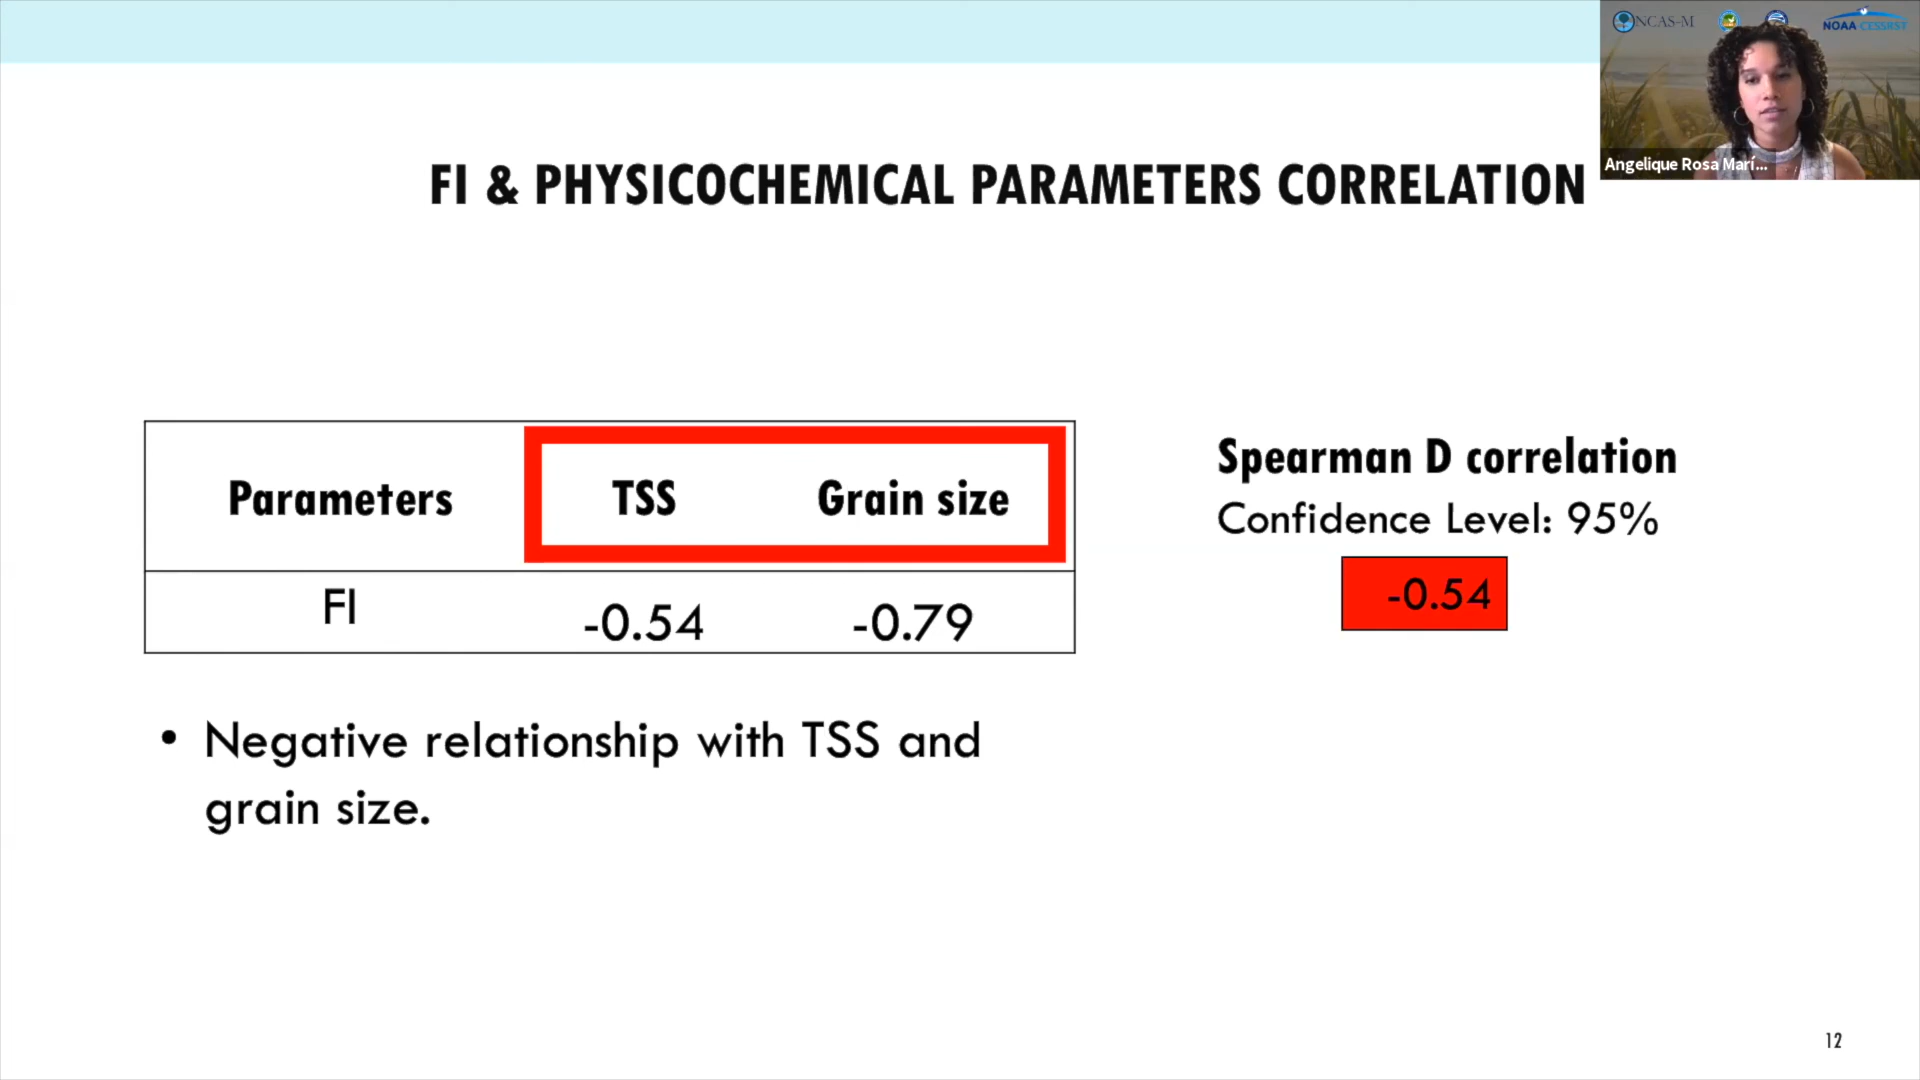 NCAS-M
NOAA CESSRST
Angelique Rosa Marí...
FI & PHYSICOCHEMICAL PARAMETERS CORRELATION
Parameters TSS Grain size
FI -0.54 -0.79
Spearman D correlation
Confidence Level: 95%
-0.54
• Negative relationship with TSS and
grain size.
12